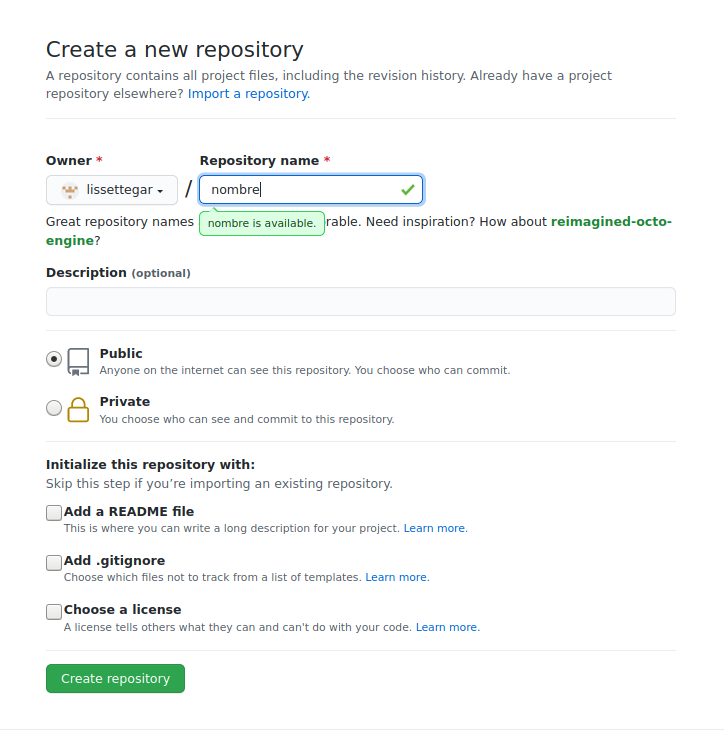 Create a new repository
A repository contains all project files, including the revision history. Already have a project
repository elsewhere? Import a repository.
Owner *
Repository name *
lissettegar
/
nombre
Great repository names
nombre is available.
rable. Need inspiration? How about reimagined-octo-
engine?
Description (optional)
Public
Anyone on the internet can see this repository. You choose who can commit.
Private
You choose who can see and commit to this repository.
Initialize this repository with:
Skip this step if you’re importing an existing repository.
Add a README file
This is where you can write a long description for your project. Learn more.
Add .gitignore
Choose which files not to track from a list of templates. Learn more.
Choose a license
A license tells others what they can and can't do with your code. Learn more.
Create repository